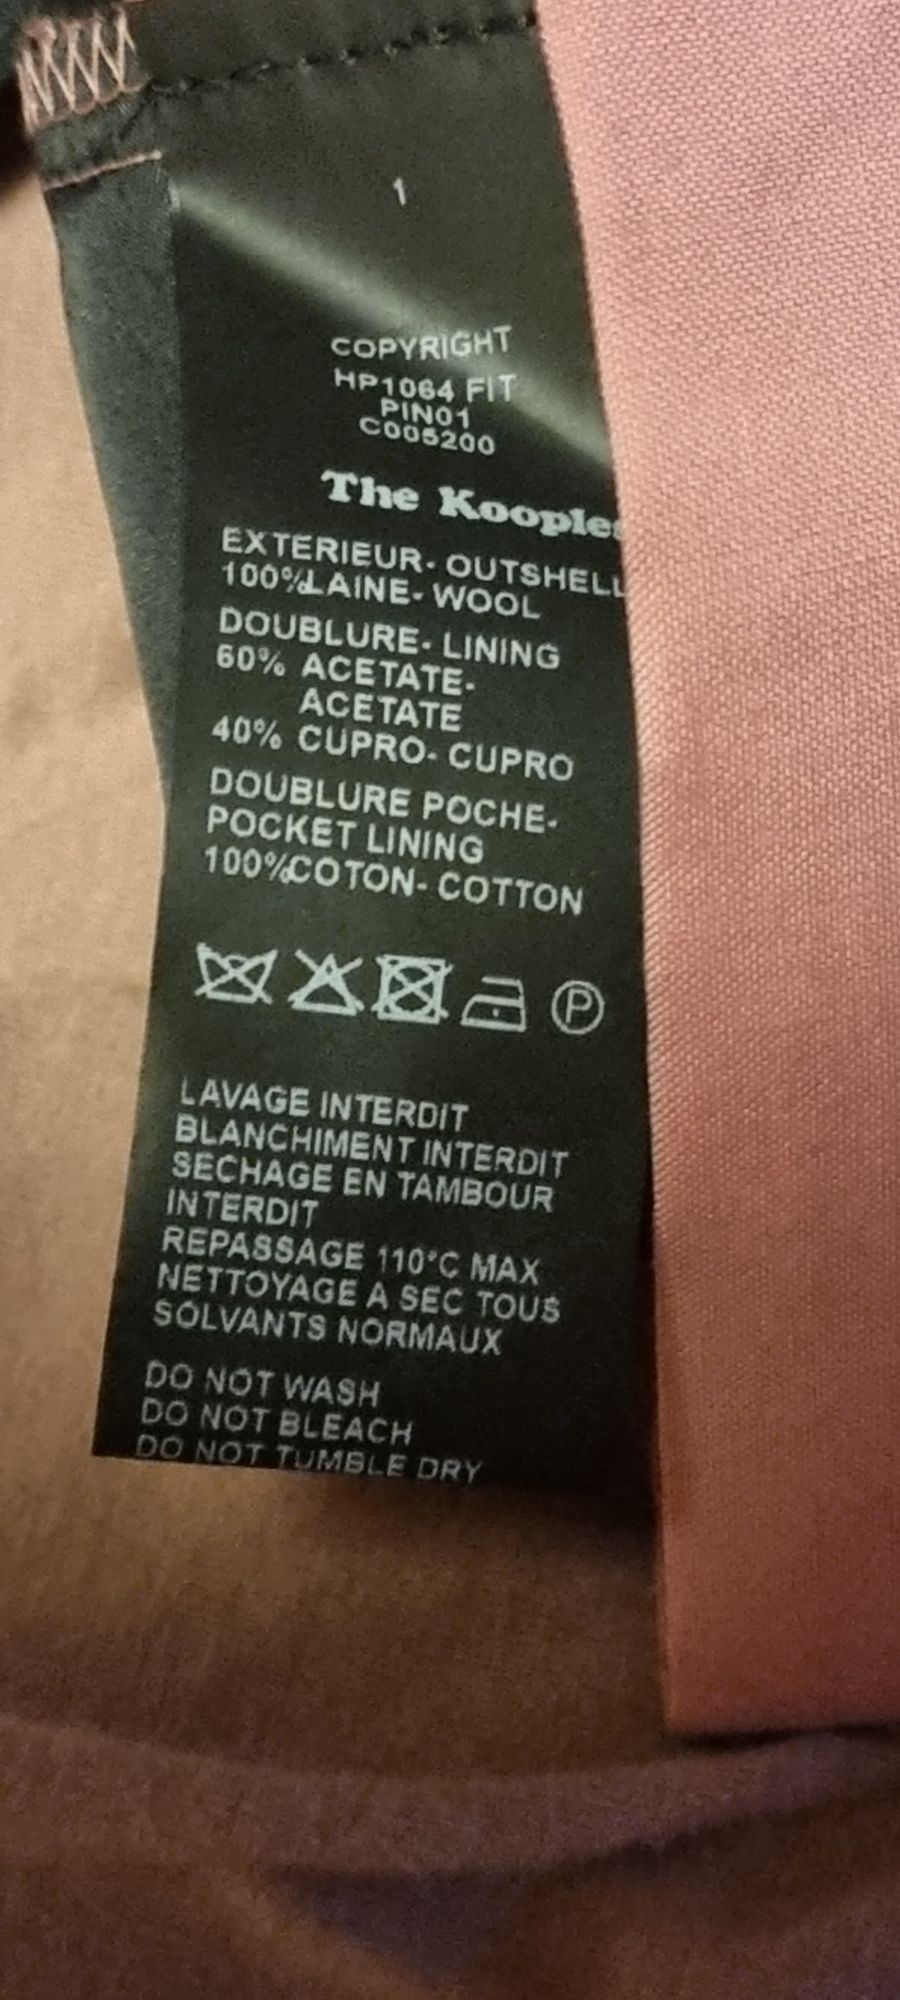 1
COPYRIGHT
HP1064 FIT
PIN01
C005200
The Kooples
EXTERIEUR- OUTSHELL
100%LAINE- WOOL
DOUBLURE- LINING
60% ACETATE-
ACETATE
40% CUPRO- CUPRO
DOUBLURE POCHE-
POCKET LINING
100%COTON- COTTON
P
LAVAGE INTERDIT
BLANCHIMENT INTERDIT
SECHAGE EN TAMBOUR
INTERDIT
REPASSAGE 110°C MAX
NETTOYAGE A SEC TOUS
SOLVANTS NORMAUX
DO NOT WASH
DO NOT BLEACH
DO NOT TUMBLE DRY